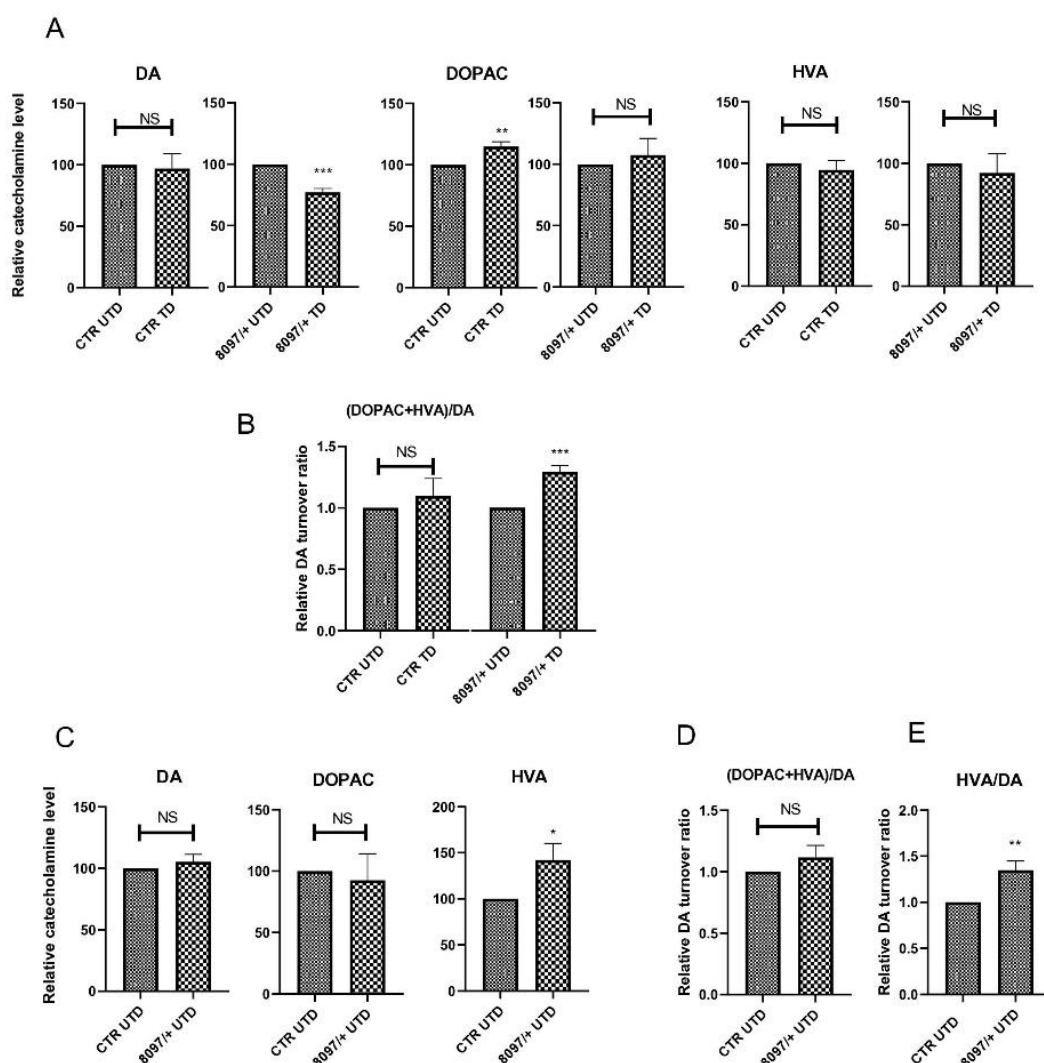 A
DA
DOPAC
HVA
Relative catecholamine level
150
100
50
0
NS
CTR UTD
CTR TD
150
100
50
0
***
8097/+ UTD
8097/+ TD
150
100
50
0
**
CTR UTD
CTR TD
150
100
50
0
NS
8097/+ UTD
8097/+ TD
150
100
50
0
NS
CTR UTD
CTR TD
150
100
50
0
NS
8097/+ UTD
8097/+ TD
B
(DOPAC+HVA)/DA
Relative DA turnover ratio
1.5
1.0
0.5
0.0
NS
***
CTR UTD
CTR TD
8097/+ UTD
8097/+ TD
C
DA
Relative catecholamine level
150
100
50
0
NS
CTR UTD
8097/+ UTD
DOPAC
150
100
50
0
NS
CTR UTD
8097/+ UTD
HVA
200
150
100
50
0
*
CTR UTD
8097/+ UTD
D
(DOPAC+HVA)/DA
Relative DA turnover ratio
1.5
1.0
0.5
0.0
NS
CTR UTD
8097/+ UTD
E
HVA/DA
Relative DA turnover ratio
2.0
1.5
1.0
0.5
0.0
**
CTR UTD
8097/+ UTD